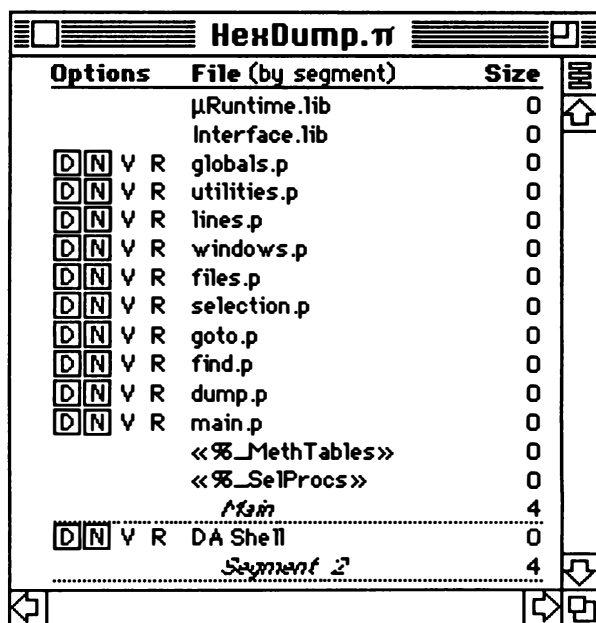 HexDump.π
Options File (by segment) Size
µRuntime.lib 0
Interface.lib 0
D N V R globals.p 0
D N V R utilities.p 0
D N V R lines.p 0
D N V R windows.p 0
D N V R files.p 0
D N V R selection.p 0
D N V R goto.p 0
D N V R find.p 0
D N V R dump.p 0
D N V R main.p 0
«%_MethTables» 0
«%_SelProcs» 0
Main 4
D N V R DA Shell 0
Segment 2 4